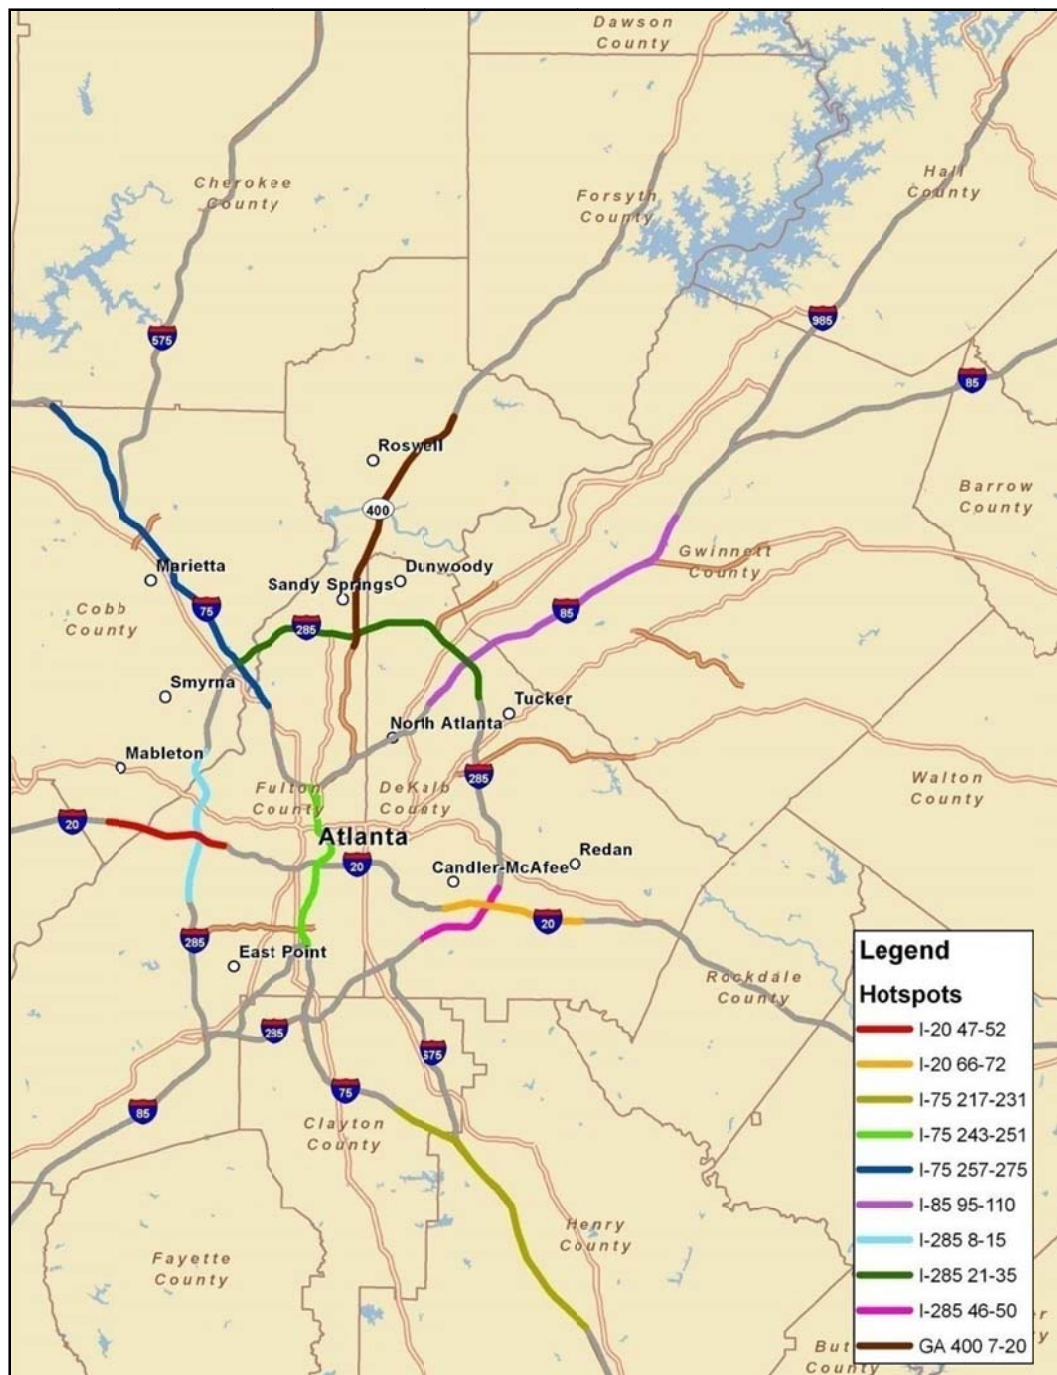 Dawson
County
Cherokee
County
Forsyth
County
Hall
County
575
985
85
Roswell
Barrow
County
400
Gwinnett
County
Marietta
Dunwoody
Sandy Springs
75
85
Cobb
County
285
Smyrna
Tucker
North Atlanta
Mableton
285
Fulton
County
DeKalb
County
Walton
County
20
Atlanta
20
Redan
Candler-McAfee
20
285
East Point
Rockdale
County
285
675
75
85
Clayton
County
Henry
County
Fayette
County
County
Legend
Hotspots
I-20 47-52
I-20 66-72
I-75 217-231
I-75 243-251
I-75 257-275
I-85 95-110
I-285 8-15
I-285 21-35
I-285 46-50
GA 400 7-20